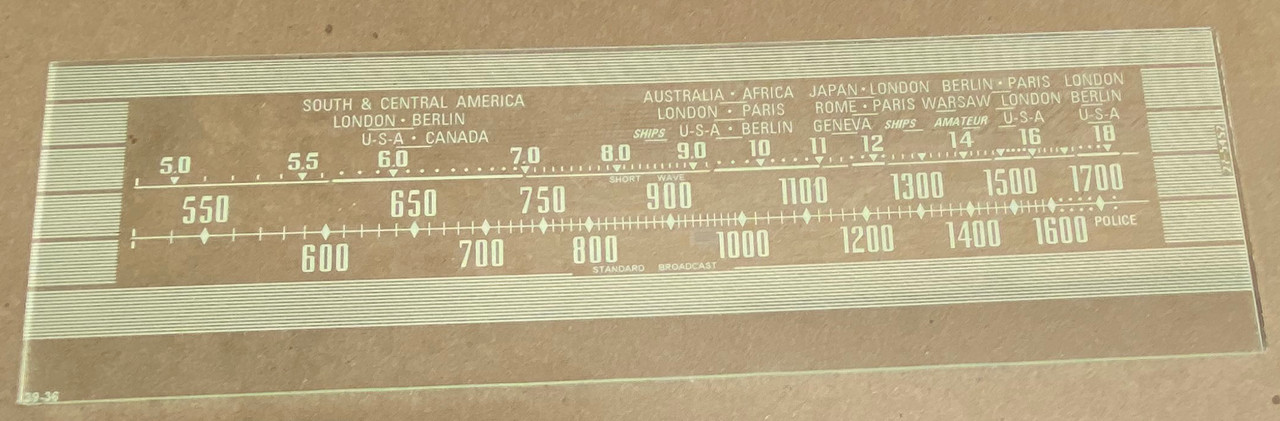 SOUTH & CENTRAL AMERICA
LONDON • BERLIN
U-S-A • CANADA
AUSTRALIA • AFRICA
LONDON • PARIS
SHIPS U-S-A • BERLIN
JAPAN • LONDON BERLIN • PARIS LONDON
ROME • PARIS WARSAW LONDON BERLIN
GENEVA SHIPS AMATEUR U-S-A U-S-A
5.0 5.5 6.0 7.0 8.0 9.0 10 11 12 14 16 18
SHORT WAVE
550 650 750 900 1100 1300 1500 1700
600 700 800 1000 1200 1400 1600 POLICE
STANDARD BROADCAST
39-36